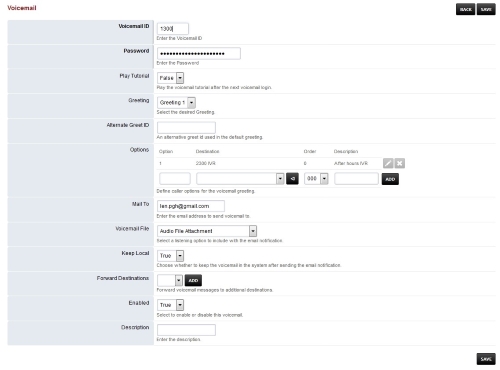 Voicemail
BACK SAVE
Voicemail ID 1300
Enter the Voicemail ID
Password ••••••••••••••••••••
Enter the Password
Play Tutorial False
Play the voicemail tutorial after the next voicemail login.
Greeting Greeting 1
Select the desired Greeting
Alternate Greet ID
An alternative greet id used in the default greeting.
Options
Option Destination Order Description
1 2300 IVR 0 After hours IVR
000 ADD
Define caller options for the voicemail greeting.
Mail To len.pgh@gmail.com
Enter the email address to send voicemail to.
Voicemail File Audio File Attachment
Select a listening option to include with the email notification.
Keep Local True
Choose whether to keep the voicemail in the system after sending the email notification.
Forward Destinations ADD
Forward voicemail messages to additional destinations.
Enabled True
Select to enable or disable this voicemail.
Description
Enter the description.
SAVE